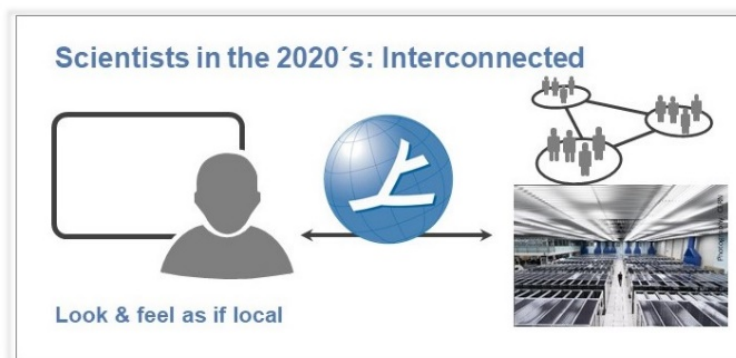 Scientists in the 2020´s: Interconnected
Look & feel as if local